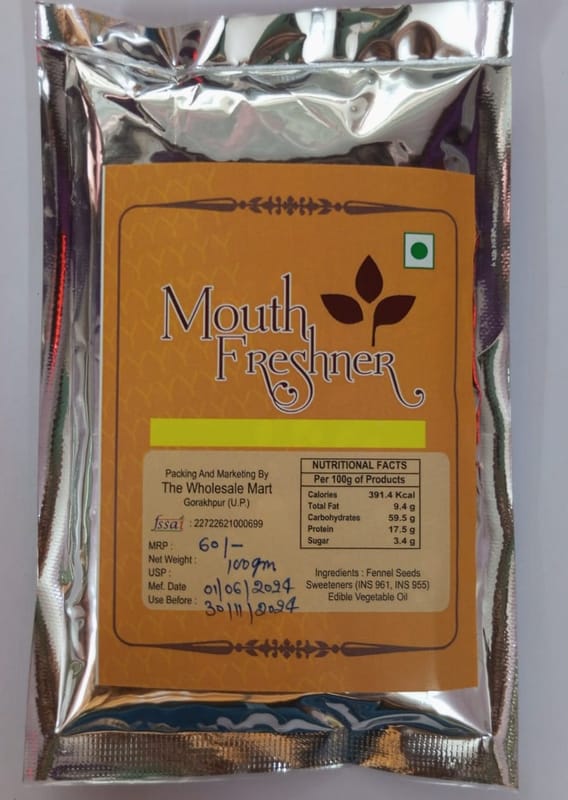 Mouth
Freshner
Packing And Marketing By
The Wholesale Mart
Gorakhpur (U.P.)
fssai : 22722621000699
MRP : 60/-
Net Weight : 100gm
USP :
Mef. Date 01/06/2024
Use Before : 30/11/2024
NUTRITIONAL FACTS
Per 100g of Products
Calories 391.4 Kcal
Total Fat 9.4 g
Carbohydrates 59.5 g
Protein 17.5 g
Sugar 3.4 g
Ingredients : Fennel Seeds
Sweeteners (INS 961, INS 955)
Edible Vegetable Oil